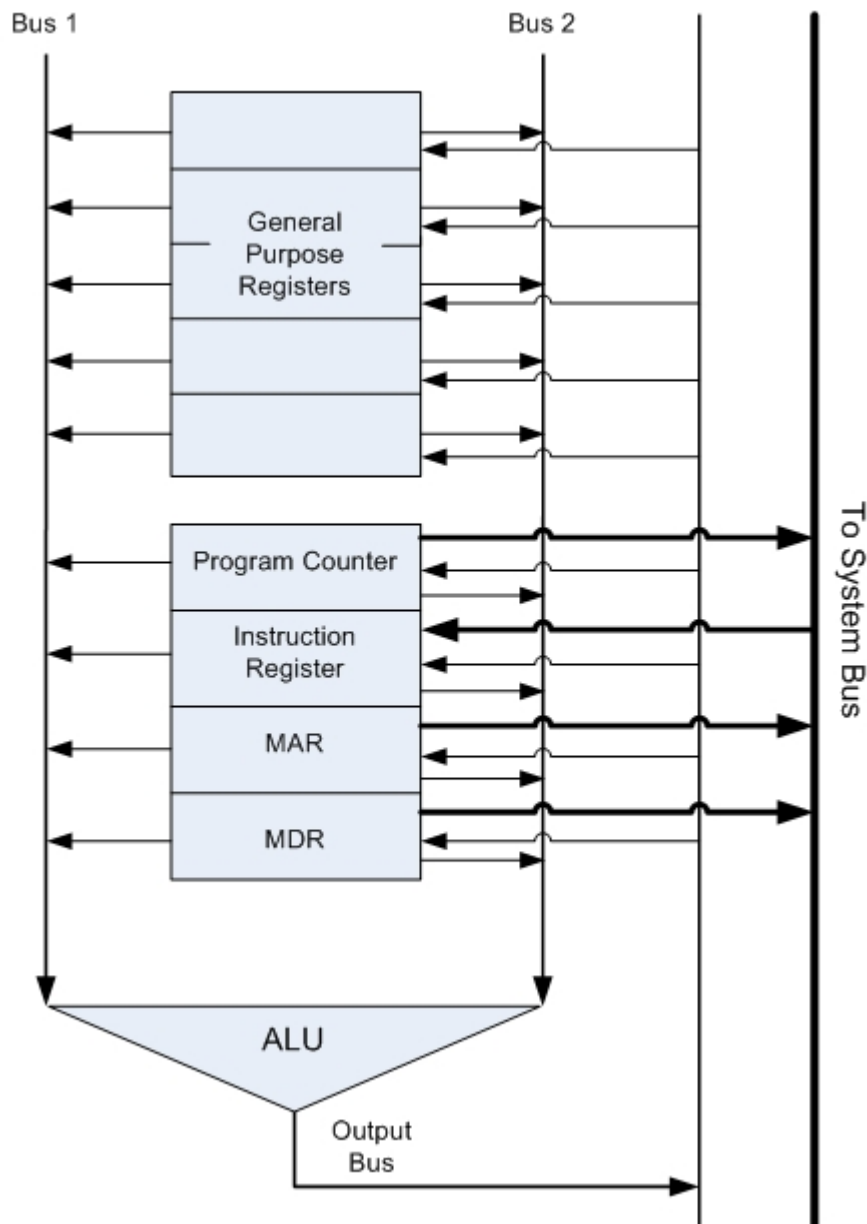 Bus 1
Bus 2
General
Purpose
Registers
Program Counter
Instruction
Register
MAR
MDR
To System Bus
ALU
Output
Bus